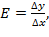 E = Δy/Δx,